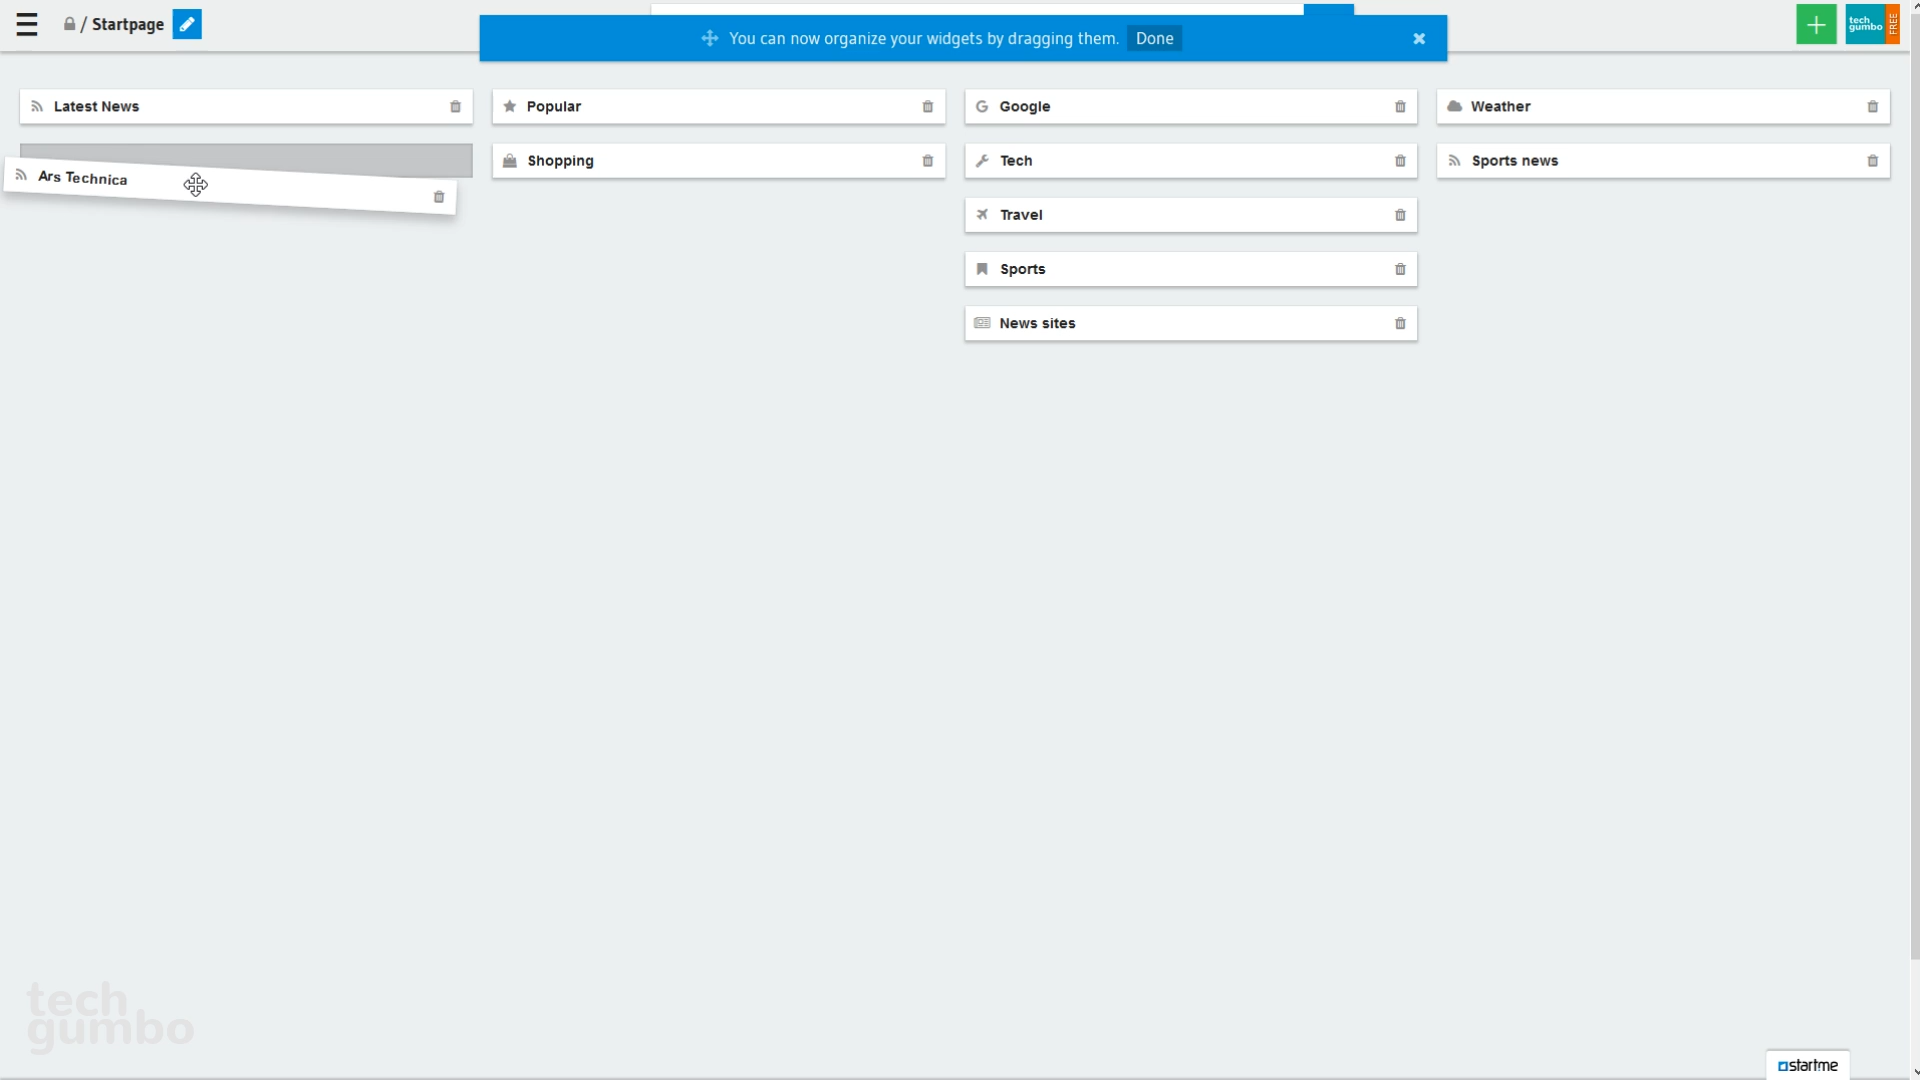 / Startpage
You can now organize your widgets by dragging them. Done
tech gumbo
FREE
Latest News
Popular
Google
Weather
Ars Technica
Shopping
Tech
Sports news
Travel
Sports
News sites
tech
gumbo
startme